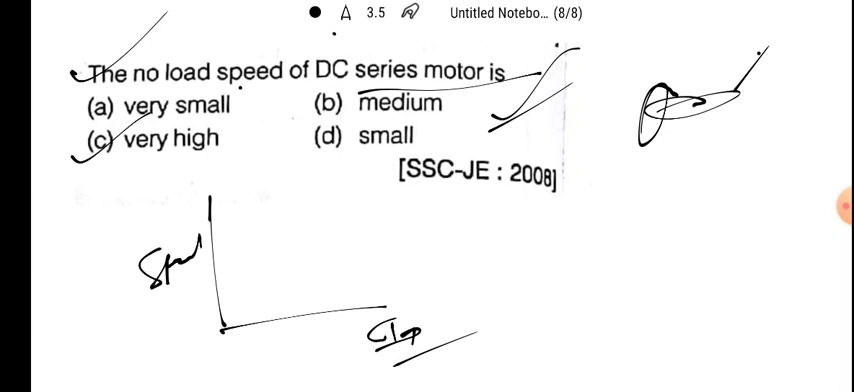 3.5 Untitled Notebo... (8/8)
The no load speed of DC series motor is
(a) very small (b) medium
(c) very high (d) small
[SSC-JE : 2008]
Speed